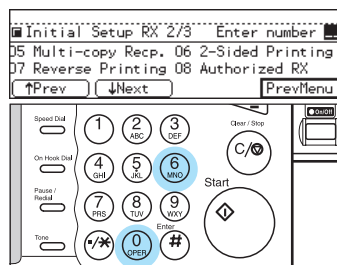 Initial Setup RX 2/3 Enter number
05 Multi-copy Recp. 06 2-Sided Printing
07 Reverse Printing 08 Authorized RX
↑Prev ↓Next PrevMenu
On/Off
Speed Dial
1
2 ABC
3 DEF
Clear / Stop
C/
On Hook Dial
4 GHI
5 JKL
6 MNO
Start
Pause / Redial
7 PRS
8 TUV
9 WXY
Enter
Tone
·/*
0 OPER
#